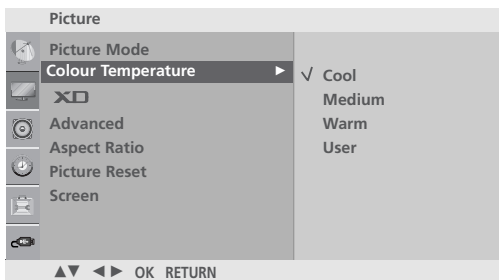 Picture
Picture Mode
Colour Temperature ►
XD
Advanced
Aspect Ratio
Picture Reset
Screen
√ Cool
Medium
Warm
User
▲▼ ◄► OK RETURN